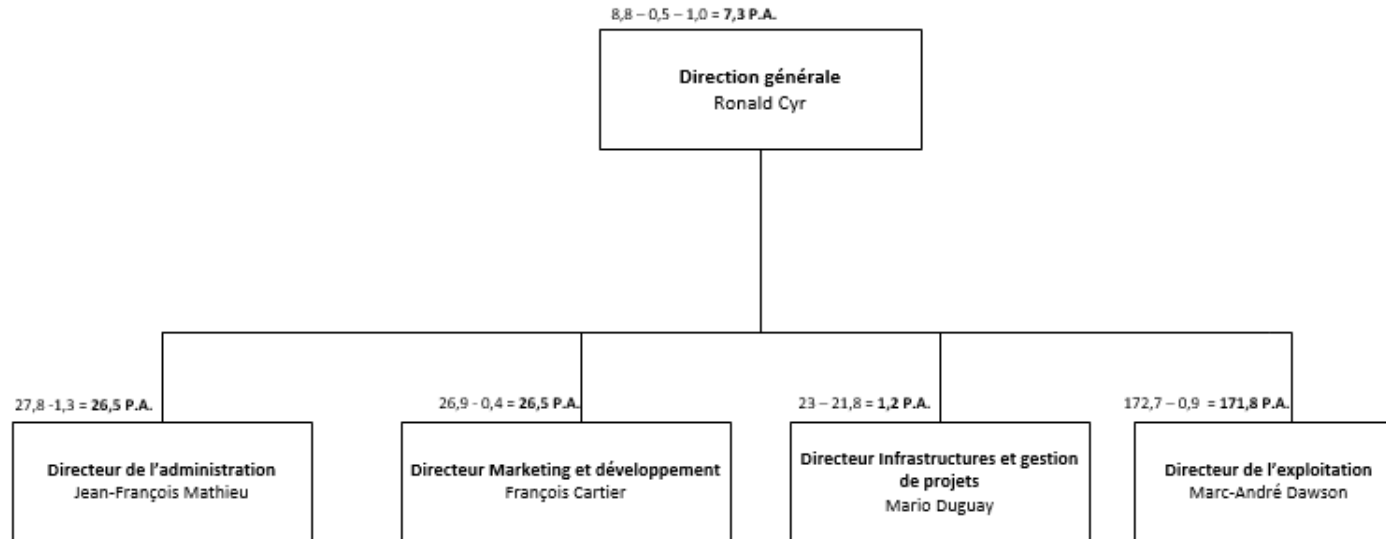 8,8 – 0,5 – 1,0 = 7,3 P.A.
Direction générale
Ronald Cyr
27,8 -1,3 = 26,5 P.A.
Directeur de l’administration
Jean-François Mathieu
26,9 - 0,4 = 26,5 P.A.
Directeur Marketing et développement
François Cartier
23 – 21,8 = 1,2 P.A.
Directeur Infrastructures et gestion
de projets
Mario Duguay
172,7 – 0,9 = 171,8 P.A.
Directeur de l’exploitation
Marc-André Dawson